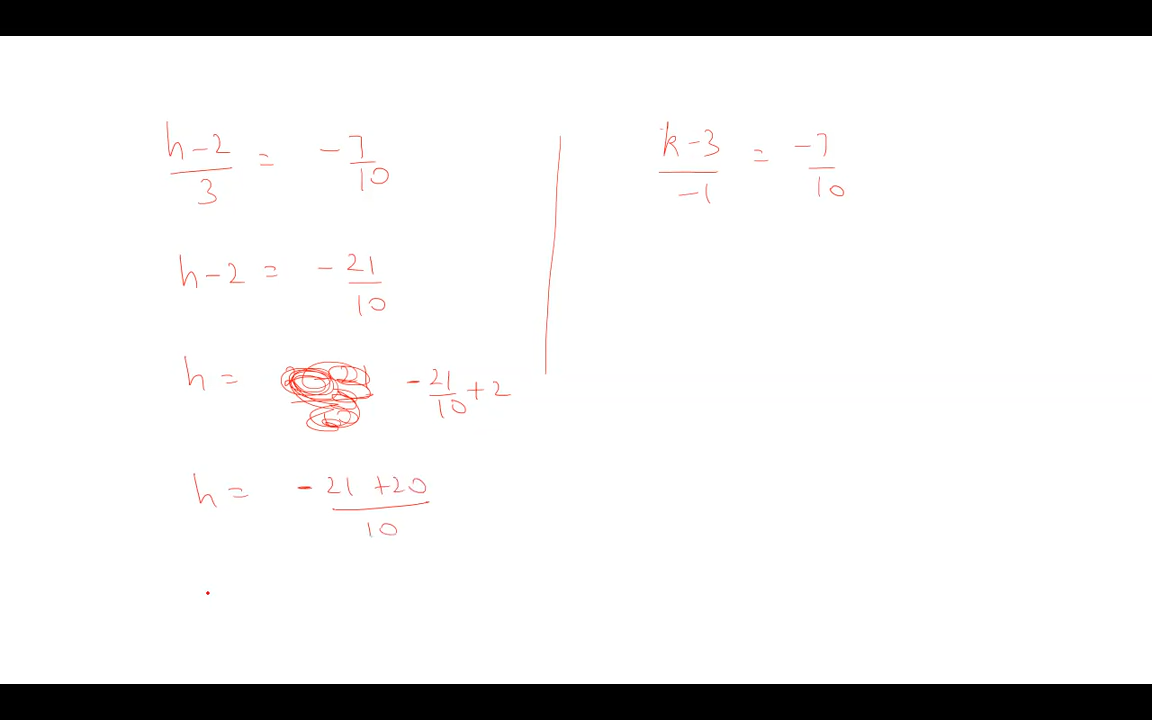 h-2/3 = -7/10
h-2 = -21/10
h = -21/10 + 2
h = -21+20/10
k-3/-1 = -7/10